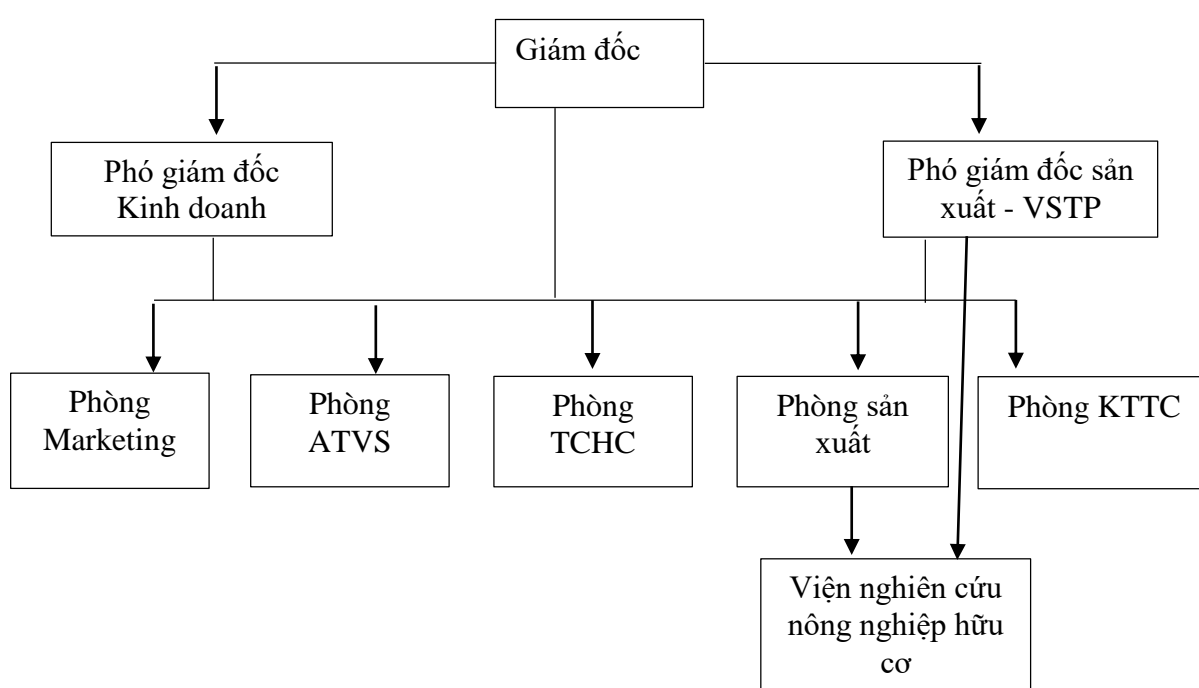 Giám đốc
Phó giám đốc
Kinh doanh
Phó giám đốc sản
xuất - VSTP
Phòng
Marketing
Phòng
ATVS
Phòng
TCHC
Phòng sản
xuất
Phòng KTTC
Viện nghiên cứu
nông nghiệp hữu
cơ